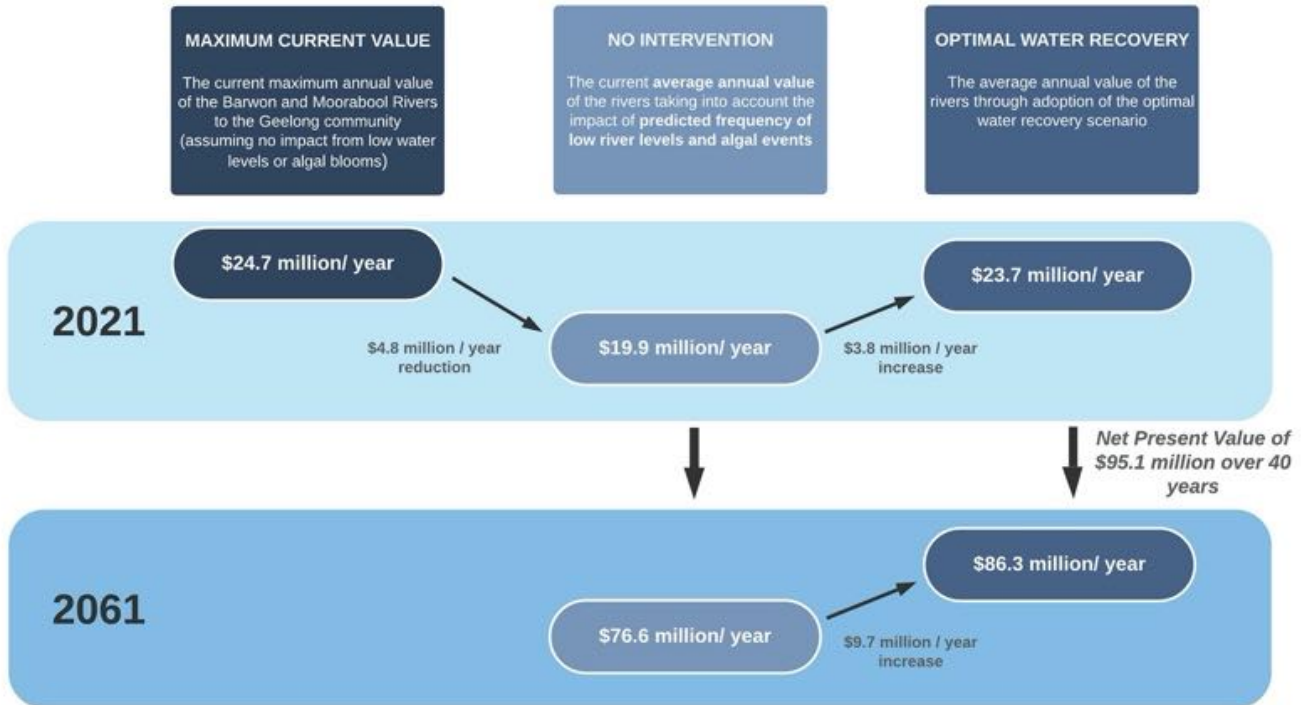 MAXIMUM CURRENT VALUE
The current maximum annual value
of the Barwon and Moorabool Rivers
to the Geelong community
(assuming no impact from low water
levels or algal blooms)
NO INTERVENTION
The current average annual value
of the rivers taking into account the
impact of predicted frequency of
low river levels and algal events
OPTIMAL WATER RECOVERY
The average annual value of the
rivers through adoption of the optimal
water recovery scenario
2021
$24.7 million/ year
$4.8 million / year
reduction
$19.9 million/ year
$3.8 million / year
increase
$23.7 million/ year
Net Present Value of
$95.1 million over 40
years
2061
$76.6 million/ year
$9.7 million / year
increase
$86.3 million/ year